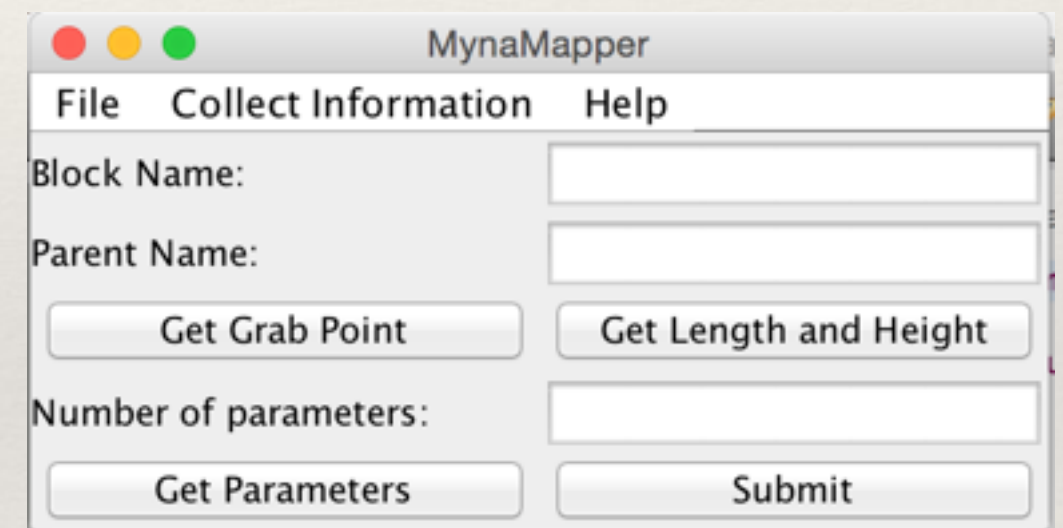 MynaMapper
File Collect Information Help
Block Name:
Parent Name:
Get Grab Point Get Length and Height
Number of parameters:
Get Parameters Submit